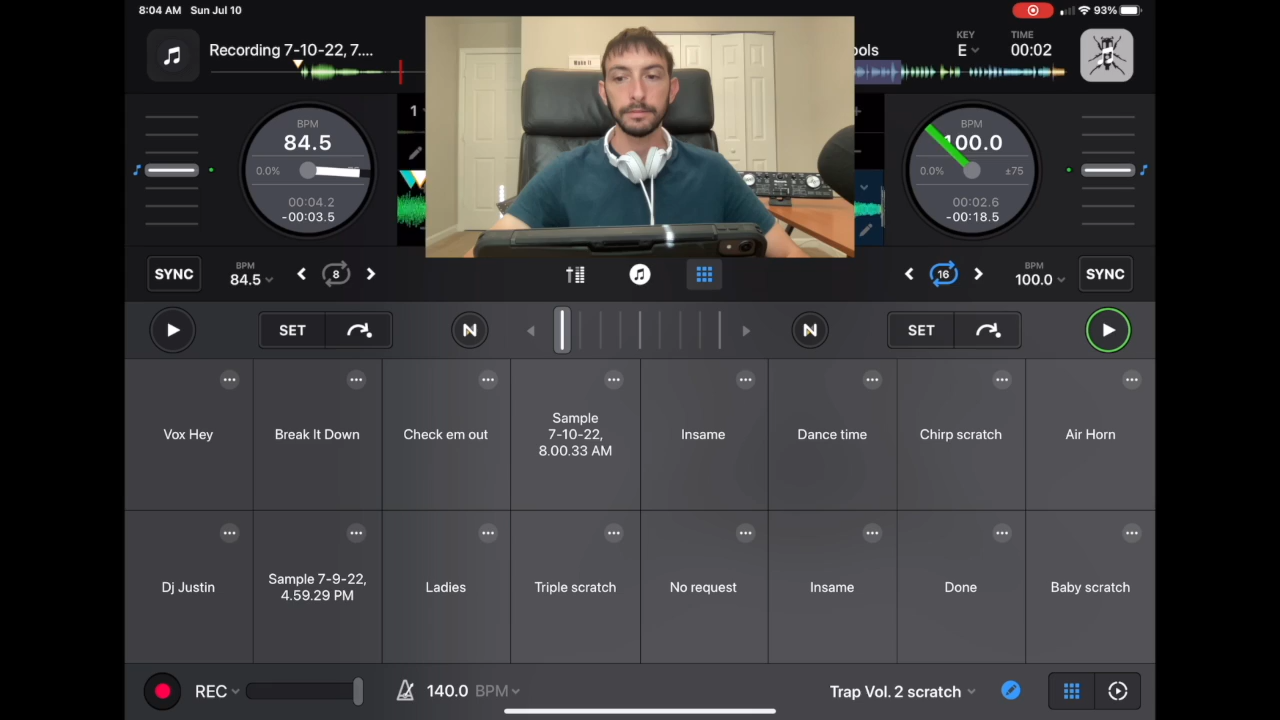 8:04 AM Sun Jul 10
93%
Recording 7-10-22, 7....
ools
KEY
E
TIME
00:02
Make it
BPM
84.5
0.0%
00:04.2
-00:03.5
1
BPM
100.0
0.0%
±75
00:02.6
-00:18.5
SYNC
BPM
84.5
8
16
BPM
100.0
SYNC
SET
N
N
SET
Vox Hey
Break It Down
Check em out
Sample
7-10-22,
8.00.33 AM
Insame
Dance time
Chirp scratch
Air Horn
Dj Justin
Sample 7-9-22,
4.59.29 PM
Ladies
Triple scratch
No request
Insame
Done
Baby scratch
REC
140.0 BPM
Trap Vol. 2 scratch